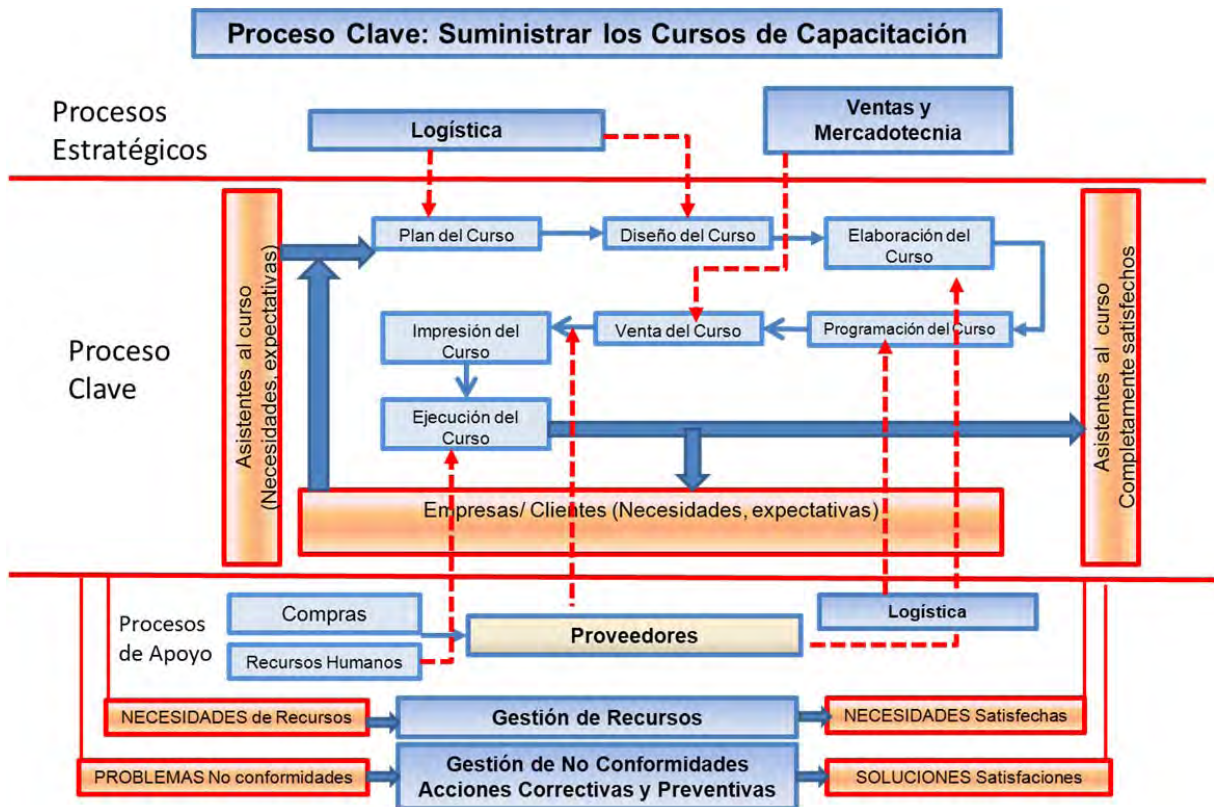 Proceso Clave: Suministrar los Cursos de Capacitación
Procesos
Estratégicos
Logística
Ventas y
Mercadotecnia
Proceso
Clave
Asistentes al curso
(Necesidades, expectativas)
Plan del Curso
Diseño del Curso
Elaboración del
Curso
Impresión del
Curso
Venta del Curso
Programación del Curso
Ejecución del
Curso
Empresas/ Clientes (Necesidades, expectativas)
Asistentes al curso
Completamente satisfechos
Procesos
de Apoyo
Compras
Recursos Humanos
Proveedores
Logística
NECESIDADES de Recursos
Gestión de Recursos
NECESIDADES Satisfechas
PROBLEMAS No conformidades
Gestión de No Conformidades
Acciones Correctivas y Preventivas
SOLUCIONES Satisfaciones